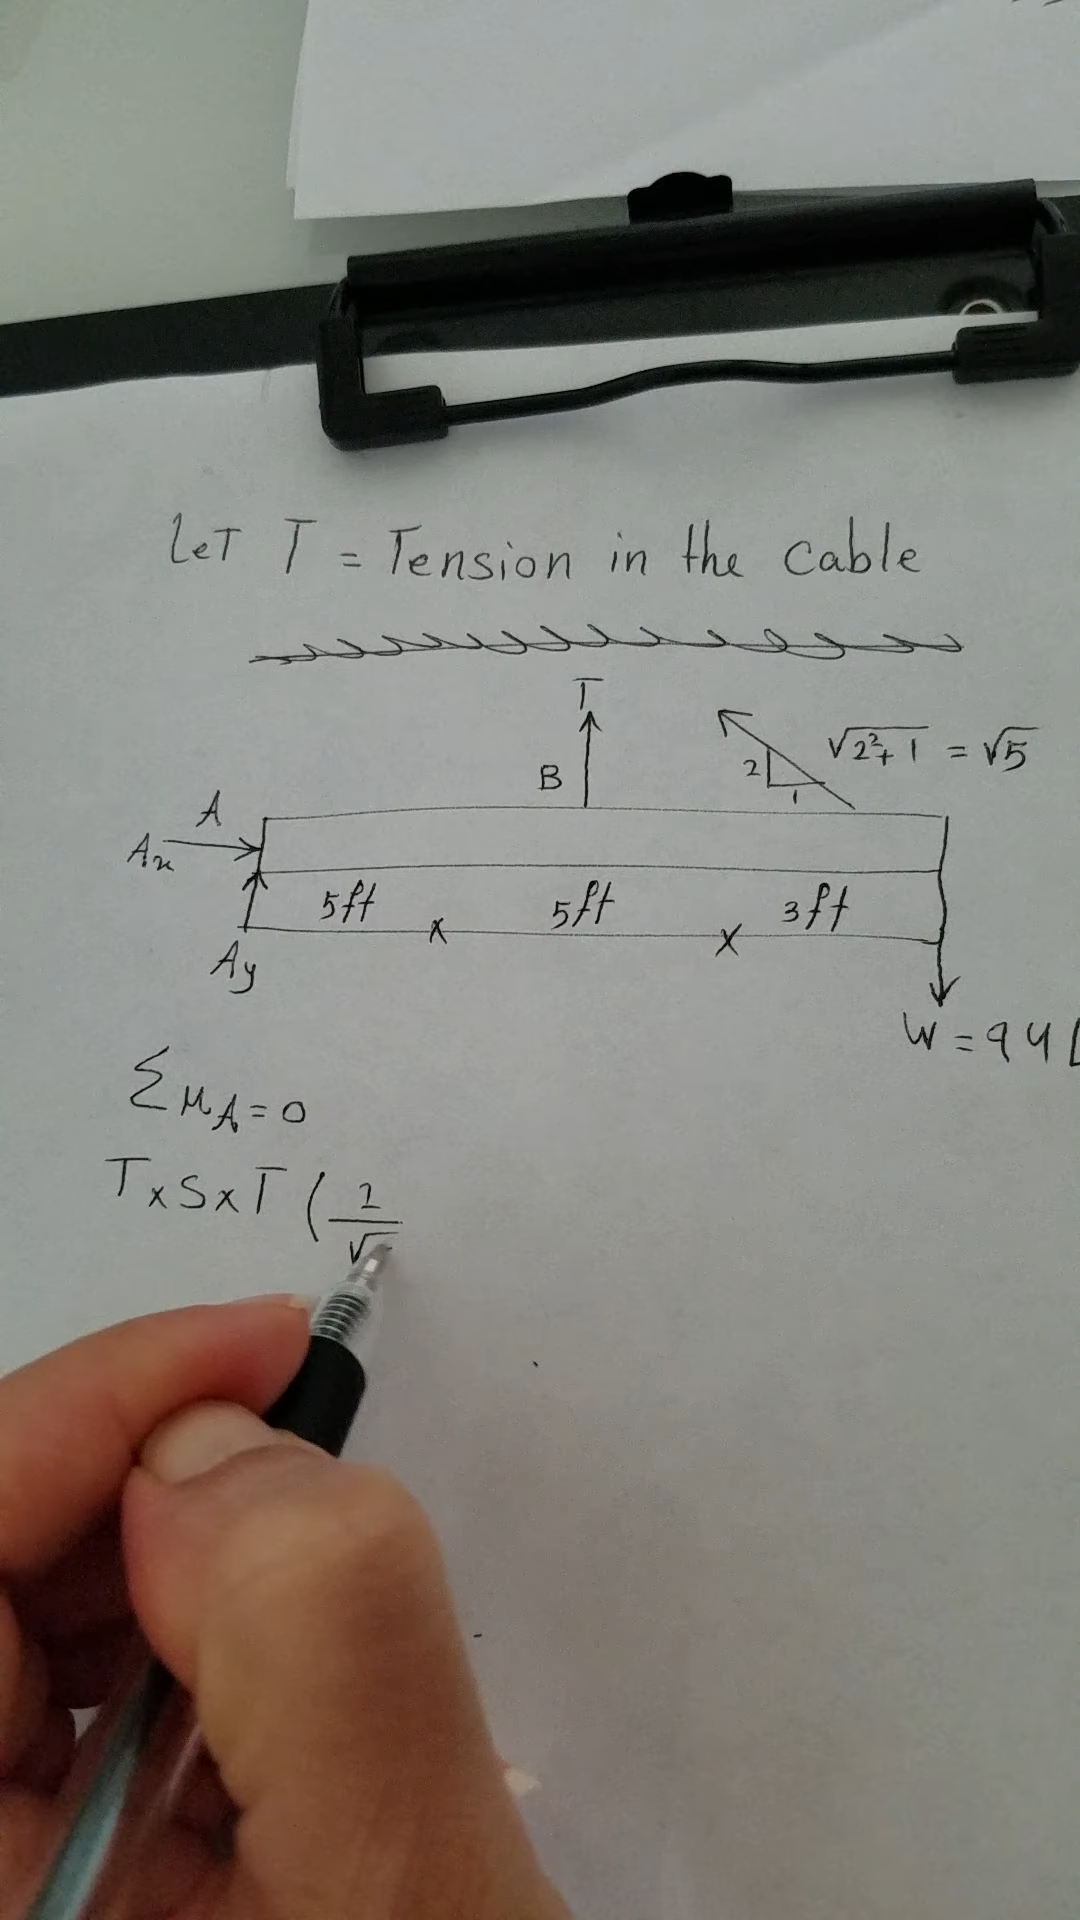 LeT T = Tension in the cable
T
B
2
1
√2²+1 = √5
A
Ax
5ft
5ft
3ft
Ay
W = 94
ΣMA=0
Tx5xT (2/√